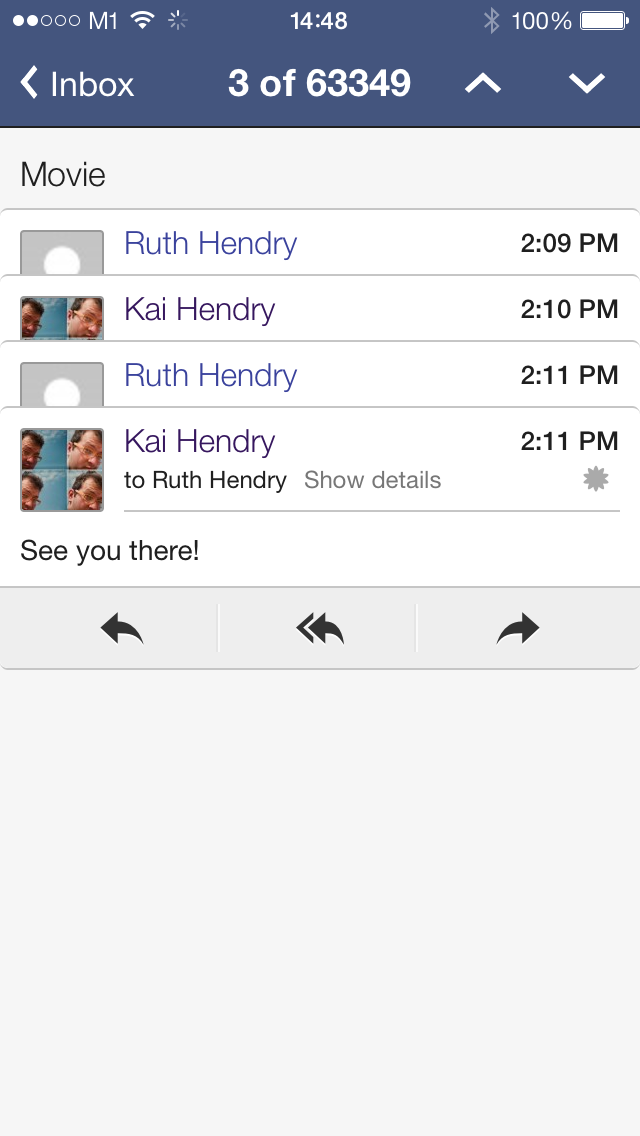 M1 14:48 100%
Inbox 3 of 63349
Movie
Ruth Hendry 2:09 PM
Kai Hendry 2:10 PM
Ruth Hendry 2:11 PM
Kai Hendry 2:11 PM
to Ruth Hendry Show details
See you there!